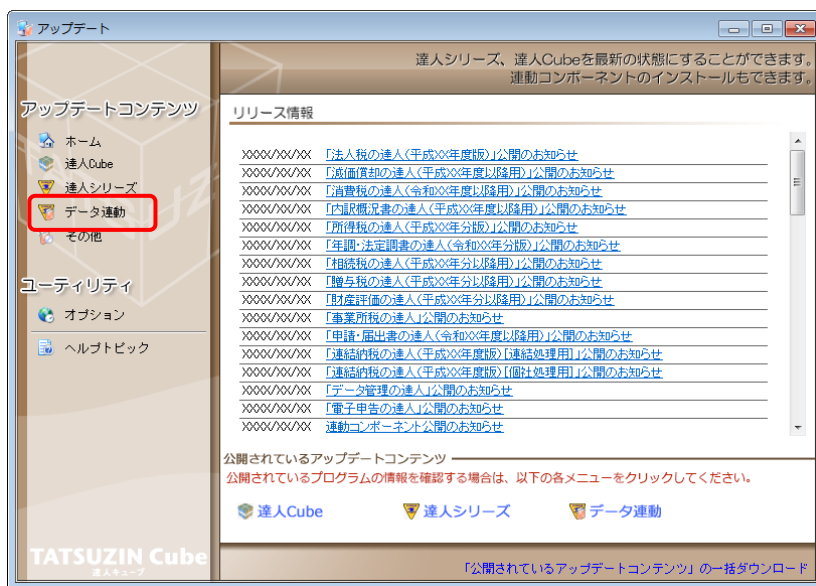 アップデート
達人シリーズ、達人Cubeを最新の状態にすることができます。
連動コンポーネントのインストールもできます。
アップデートコンテンツ
ホーム
達人Cube
達人シリーズ
データ連動
その他
ユーティリティ
オプション
ヘルプトピック
リリース情報
XXXX/XX/XX 「法人税の達人(平成XX年度版)」公開のお知らせ
XXXX/XX/XX 「減価償却の達人(平成XX年度以降用)」公開のお知らせ
XXXX/XX/XX 「消費税の達人(令和XX年度以降用)」公開のお知らせ
XXXX/XX/XX 「内訳概況書の達人(平成XX年度以降用)」公開のお知らせ
XXXX/XX/XX 「所得税の達人(平成XX年分版)」公開のお知らせ
XXXX/XX/XX 「年調・法定調書の達人(令和XX年分版)」公開のお知らせ
XXXX/XX/XX 「相続税の達人(平成XX年分以降用)」公開のお知らせ
XXXX/XX/XX 「贈与税の達人(平成XX年分以降用)」公開のお知らせ
XXXX/XX/XX 「財産評価の達人(平成XX年分以降用)」公開のお知らせ
XXXX/XX/XX 「事業所税の達人」公開のお知らせ
XXXX/XX/XX 「申請・届出書の達人(令和XX年度以降用)」公開のお知らせ
XXXX/XX/XX 「連結納税の達人(平成XX年度版)[連結処理用]」公開のお知らせ
XXXX/XX/XX 「連結納税の達人(平成XX年度版)[個社処理用]」公開のお知らせ
XXXX/XX/XX 「データ管理の達人」公開のお知らせ
XXXX/XX/XX 「電子申告の達人」公開のお知らせ
XXXX/XX/XX 連動コンポーネント公開のお知らせ
公開されているアップデートコンテンツ
公開されているプログラムの情報を確認する場合は、以下の各メニューをクリックしてください。
達人Cube 達人シリーズ データ連動
TATSUZIN Cube
達人キューブ
「公開されているアップデートコンテンツ」の一括ダウンロード